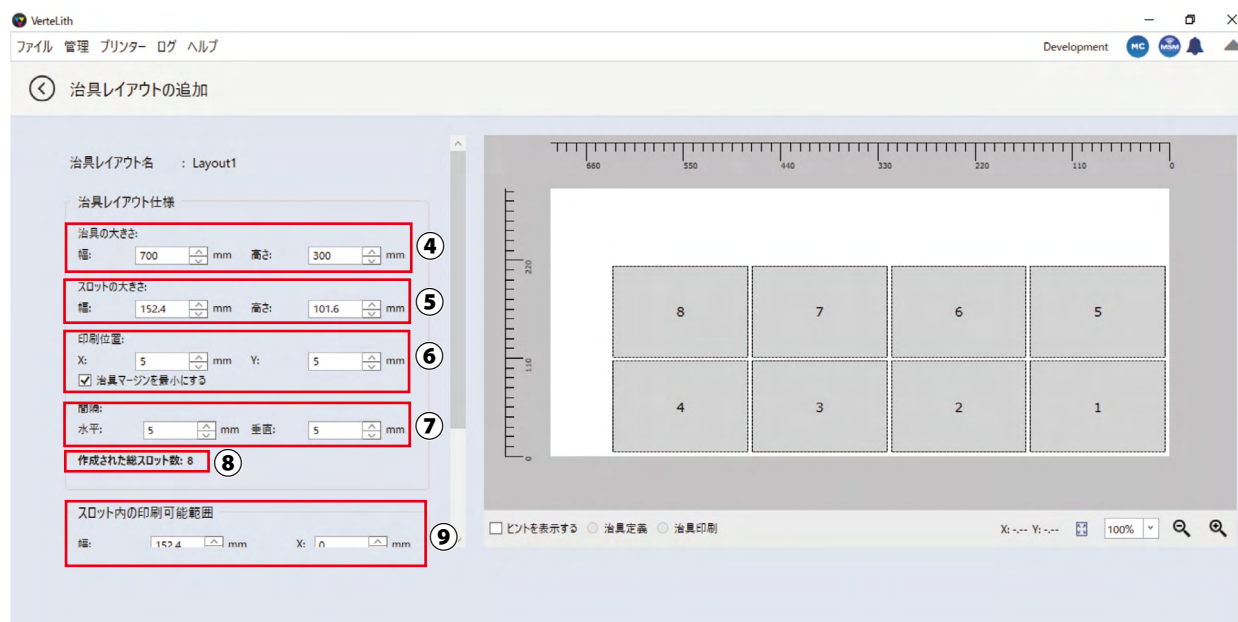 VerteLith
ファイル 管理 プリンター ログ ヘルプ Development MC MSM
治具レイアウトの追加
治具レイアウト名 : Layout1
治具レイアウト仕様
治具の大きさ:
幅: 700 mm 高さ: 300 mm ④
スロットの大きさ:
幅: 152.4 mm 高さ: 101.6 mm ⑤
印刷位置:
X: 5 mm Y: 5 mm ⑥
治具マージンを最小にする
間隔:
水平: 5 mm 垂直: 5 mm ⑦
作成された総スロット数: 8 ⑧
スロット内の印刷可能範囲
幅: 152.4 mm X: 0 mm ⑨
660 550 440 330 220 110 0
220
110
0
8 7 6 5
4 3 2 1
ヒントを表示する 治具定義 治具印刷 X: -.-- Y: -.-- 100%